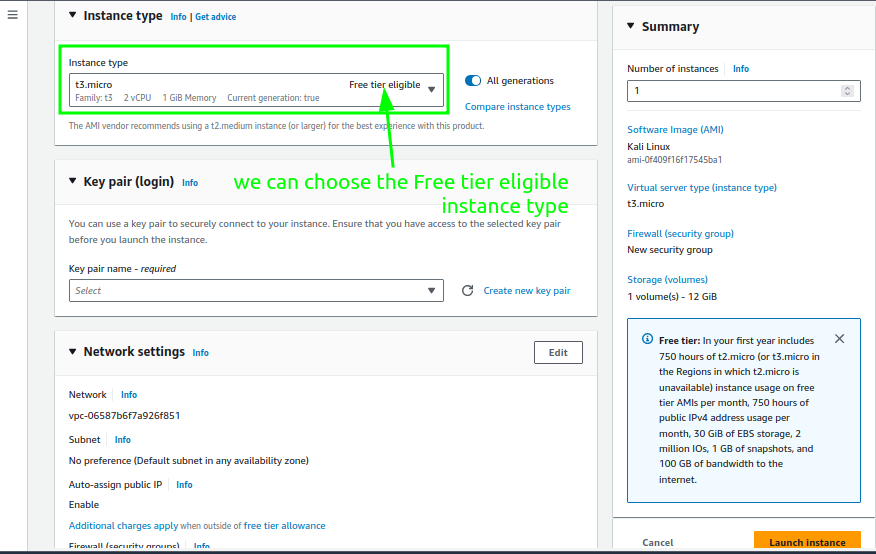 Instance type Info | Get advice
Instance type
t3.micro Free tier eligible
Family: t3 2 vCPU 1 GiB Memory Current generation: true
All generations
Compare instance types
The AMI vendor recommends using a t2.medium instance (or larger) for the best experience with this product.
Key pair (login) Info
we can choose the Free tier eligible
instance type
You can use a key pair to securely connect to your instance. Ensure that you have access to the selected key pair
before you launch the instance.
Key pair name - required
Select
Create new key pair
Network settings Info
Edit
Network Info
vpc-06587b6f7a926f851
Subnet Info
No preference (Default subnet in any availability zone)
Auto-assign public IP Info
Enable
Additional charges apply when outside of free tier allowance
Firewall (security groups) Info
Summary
Number of instances Info
1
Software Image (AMI)
Kali Linux
ami-0f409f16f17545ba1
Virtual server type (instance type)
t3.micro
Firewall (security group)
New security group
Storage (volumes)
1 volume(s) - 12 GiB
Free tier: In your first year includes
750 hours of t2.micro (or t3.micro in
the Regions in which t2.micro is
unavailable) instance usage on free
tier AMIs per month, 750 hours of
public IPv4 address usage per
month, 30 GiB of EBS storage, 2
million IOs, 1 GB of snapshots, and
100 GB of bandwidth to the
internet.
Cancel
Launch instance